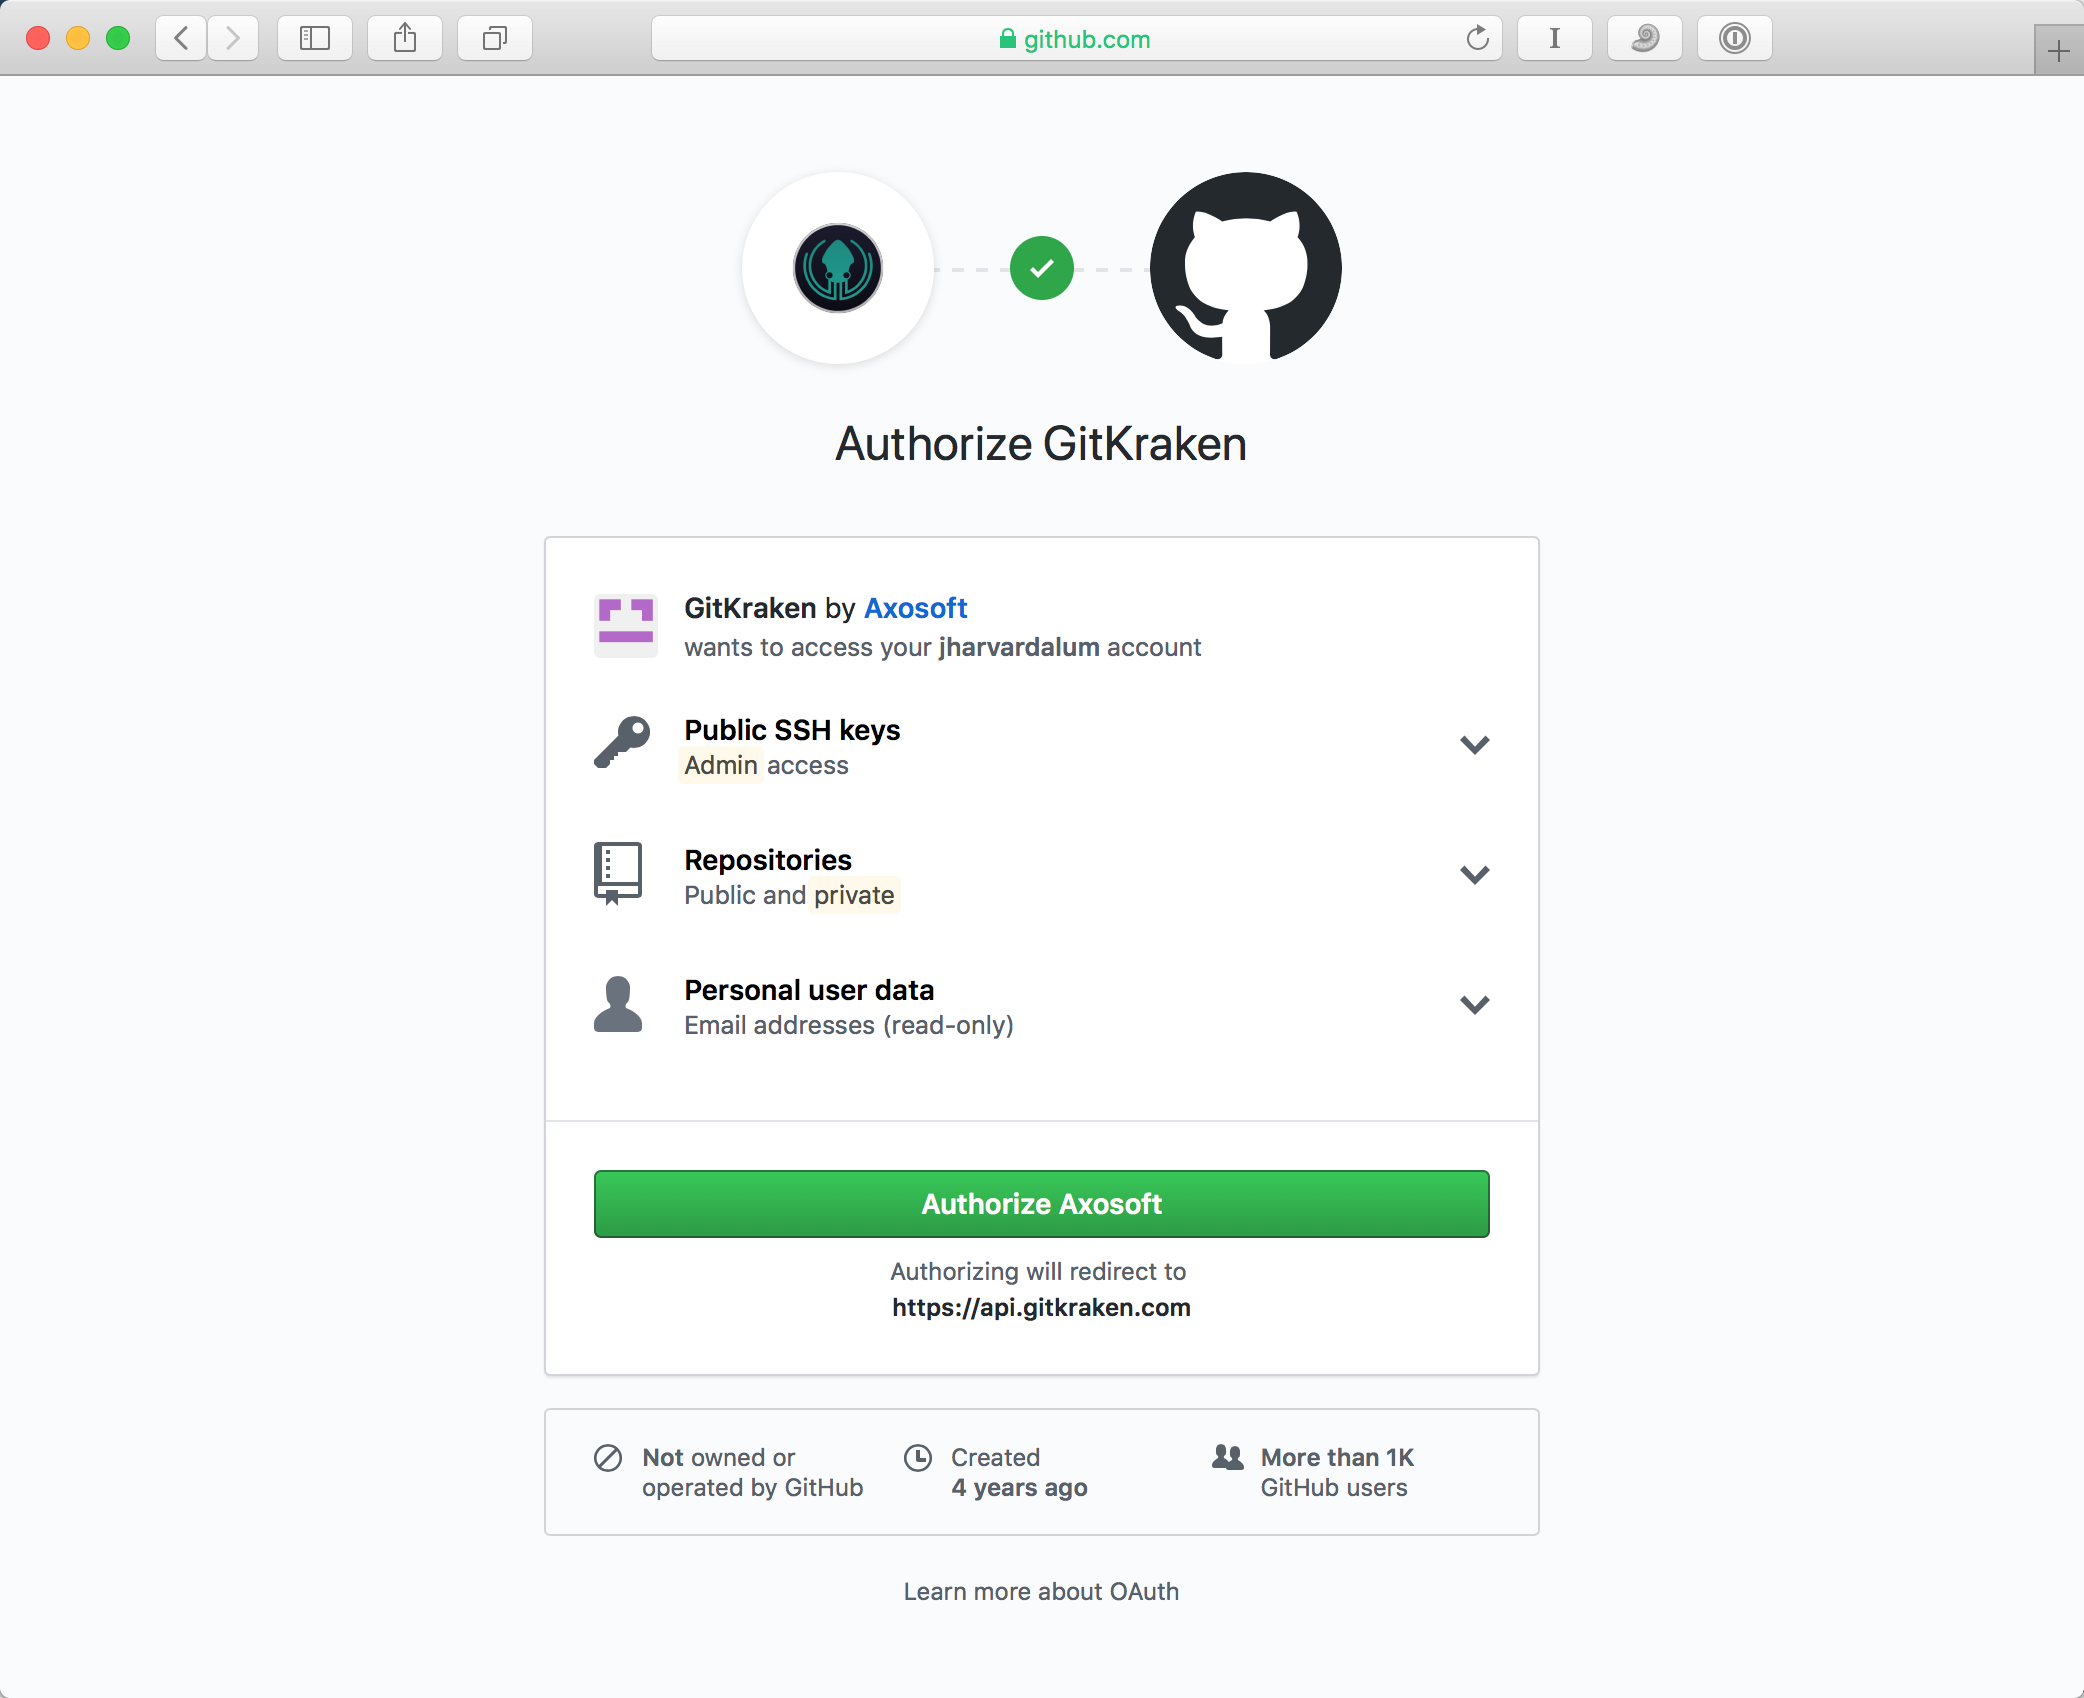 github.com
Authorize GitKraken
GitKraken by Axosoft
wants to access your jharvardalum account
Public SSH keys
Admin access
Repositories
Public and private
Personal user data
Email addresses (read-only)
Authorize Axosoft
Authorizing will redirect to
https://api.gitkraken.com
Not owned or
operated by GitHub
Created
4 years ago
More than 1K
GitHub users
Learn more about OAuth